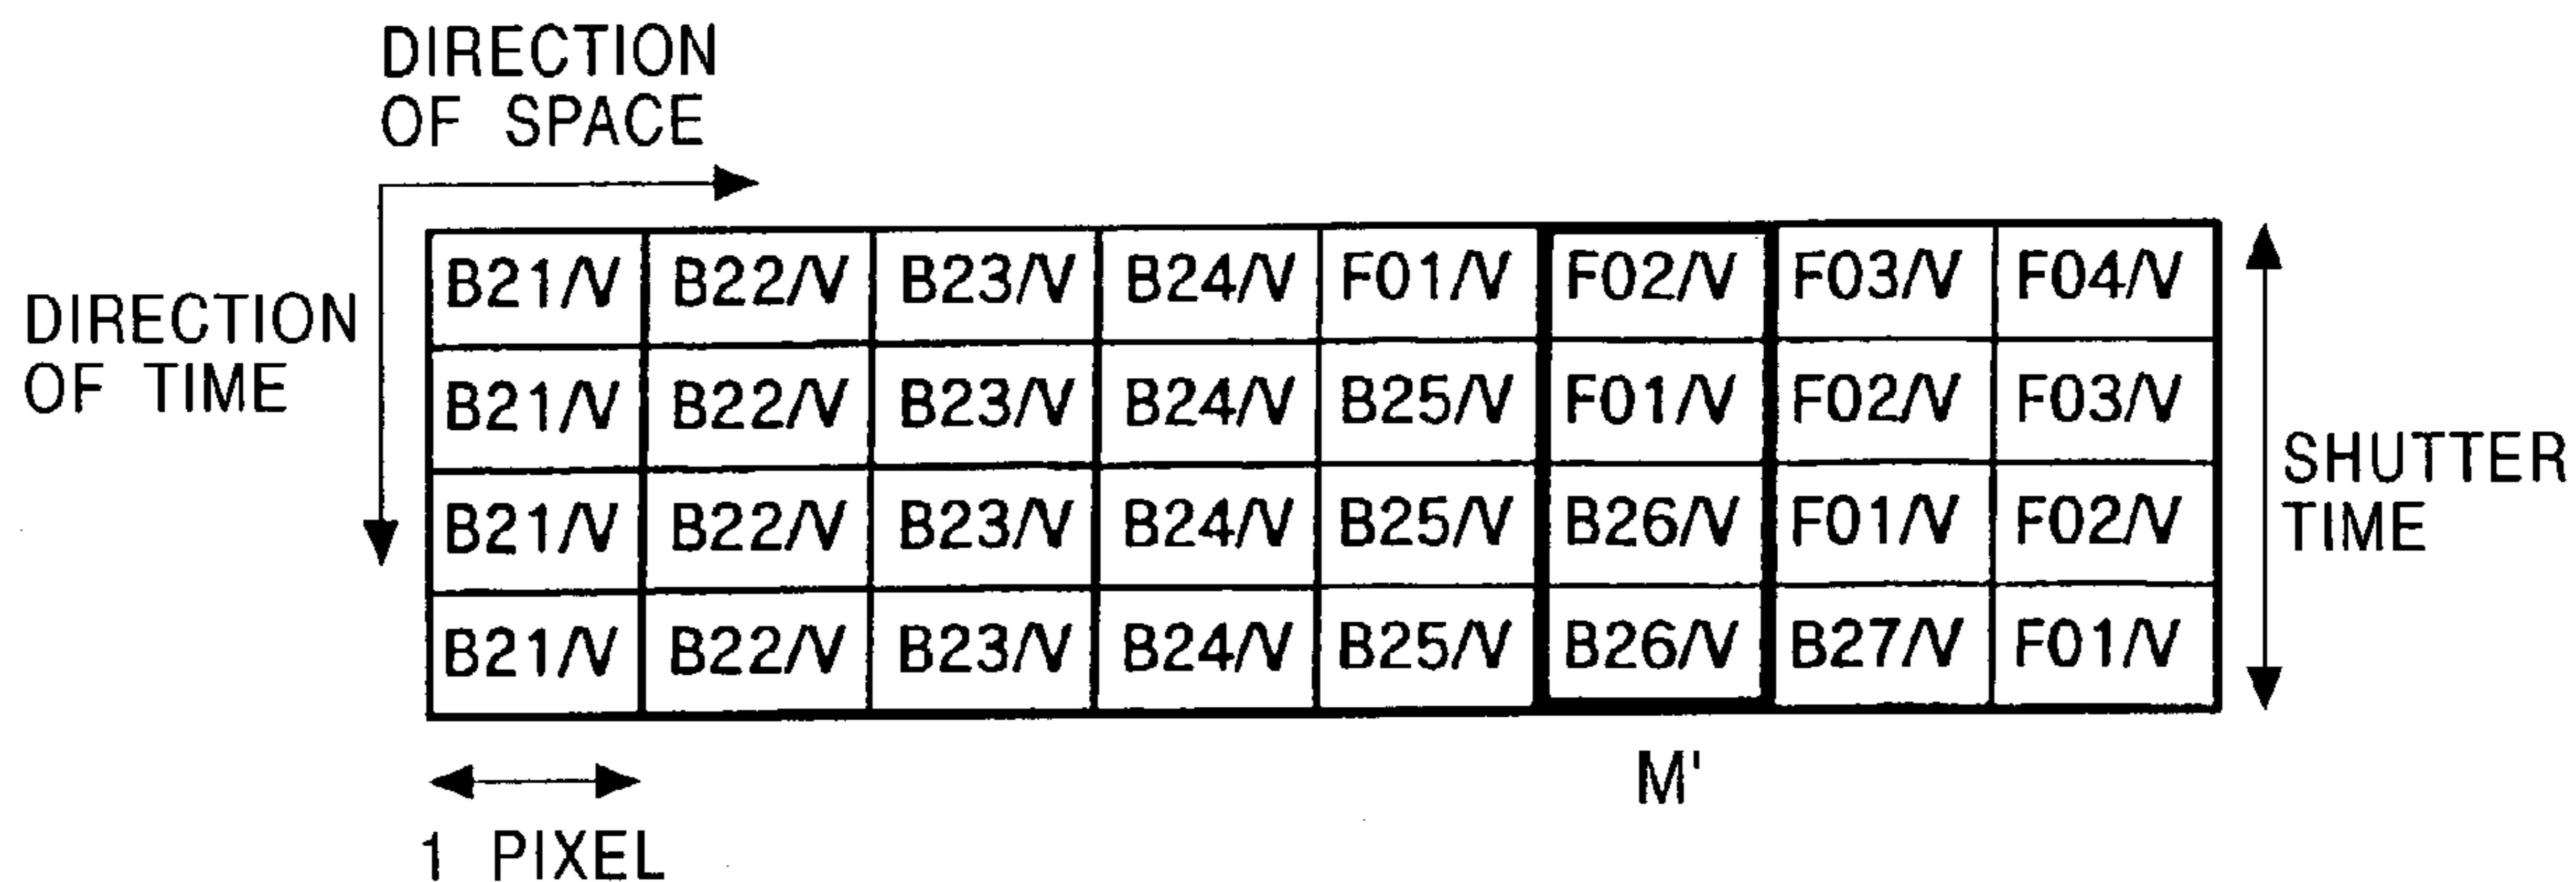 DIRECTION
OF SPACE
DIRECTION
OF TIME
B21/V B22/V B23/V B24/V F01/V F02/V F03/V F04/V
B21/V B22/V B23/V B24/V B25/V F01/V F02/V F03/V
B21/V B22/V B23/V B24/V B25/V B26/V F01/V F02/V
B21/V B22/V B23/V B24/V B25/V B26/V B27/V F01/V
SHUTTER
TIME
M'
1 PIXEL